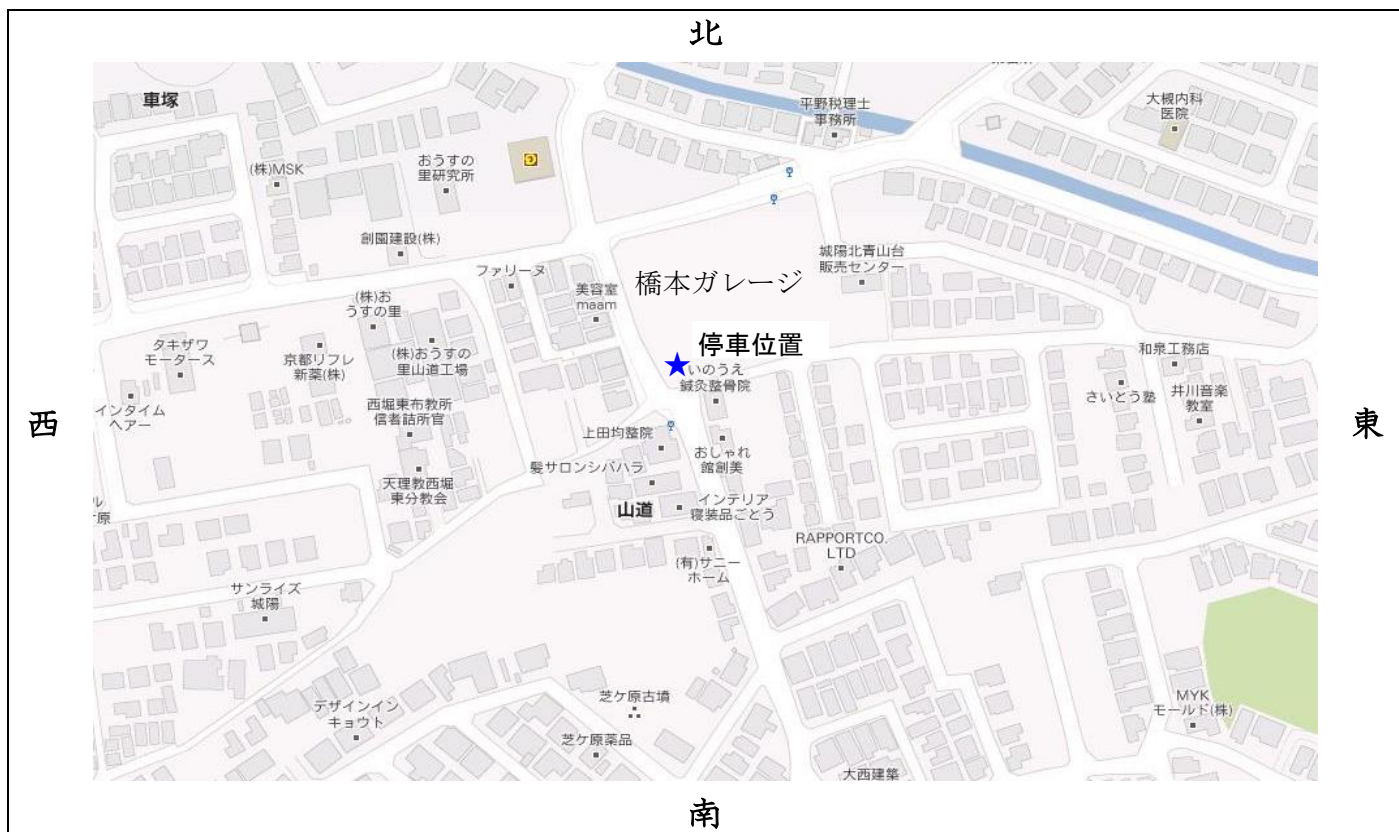 北
車塚
(株)MSK
おうすの
里研究所
平野税理士
事務所
大槻内科
医院
創園建設(株)
ファリーヌ
美容室
maam
橋本ガレージ
城陽北青山台
販売センター
(株)お
うすの里
タキザワ
モータース
京都リフレ
新薬(株)
(株)おうすの
里山道工場
停車位置
いのうえ
鍼灸整骨院
和泉工務店
さいとう塾
井川音楽
教室
インタイム
ヘアー
西堀東布教所
信者詰所官
西
東
上田均整院
おしゃれ
館創美
髪サロンシバハラ
天理教西堀
東分教会
山道
インテリア
寝装品ごとう
RAPPORTCO.
LTD
(有)サニー
ホーム
サンライズ
城陽
芝ケ原古墳
デザインイン
キョウト
芝ケ原薬品
MYK
モールド(株)
大西建築
南